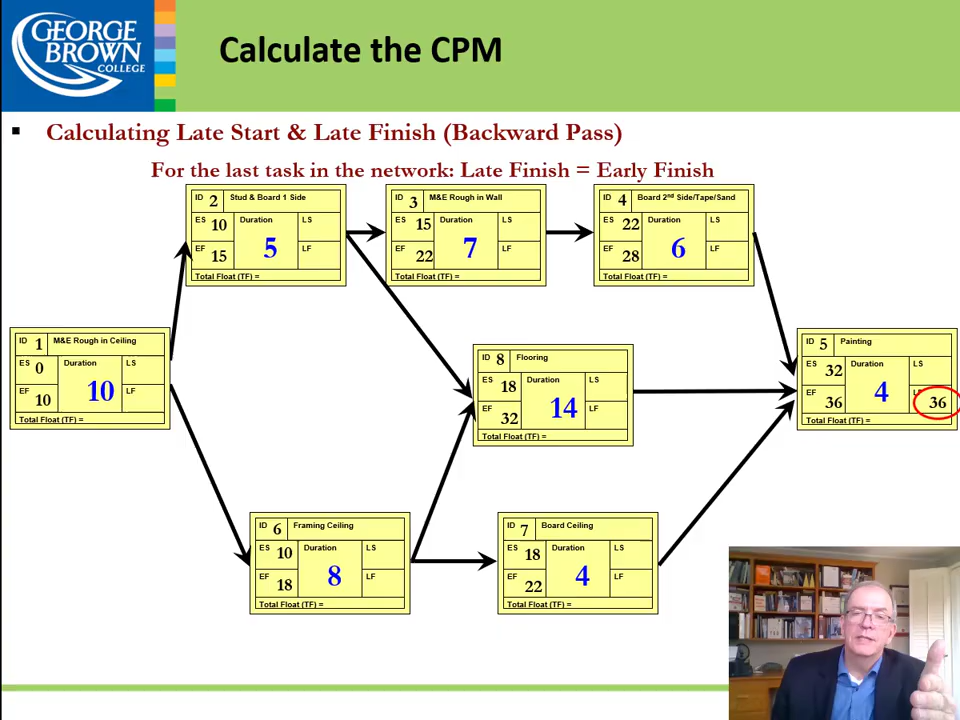 GEORGE
BROWN
COLLEGE
Calculate the CPM
▪ Calculating Late Start & Late Finish (Backward Pass)
For the last task in the network: Late Finish = Early Finish
ID 2 Stud & Board 1 Side
ES 10 Duration LS
5
EF 15 LF
Total Float (TF) =
ID 3 M&E Rough in Wall
ES 15 Duration LS
7
EF 22 LF
Total Float (TF) =
ID 4 Board 2nd Side/Tape/Sand
ES 22 Duration LS
6
EF 28 LF
Total Float (TF) =
ID 1 M&E Rough in Ceiling
ES 0 Duration LS
10
EF 10 LF
Total Float (TF) =
ID 8 Flooring
ES 18 Duration LS
14
EF 32 LF
Total Float (TF) =
ID 5 Painting
ES 32 Duration LS
4
EF 36 LF 36
Total Float (TF) =
ID 6 Framing Ceiling
ES 10 Duration LS
8
EF 18 LF
Total Float (TF) =
ID 7 Board Ceiling
ES 18 Duration LS
4
EF 22 LF
Total Float (TF) =